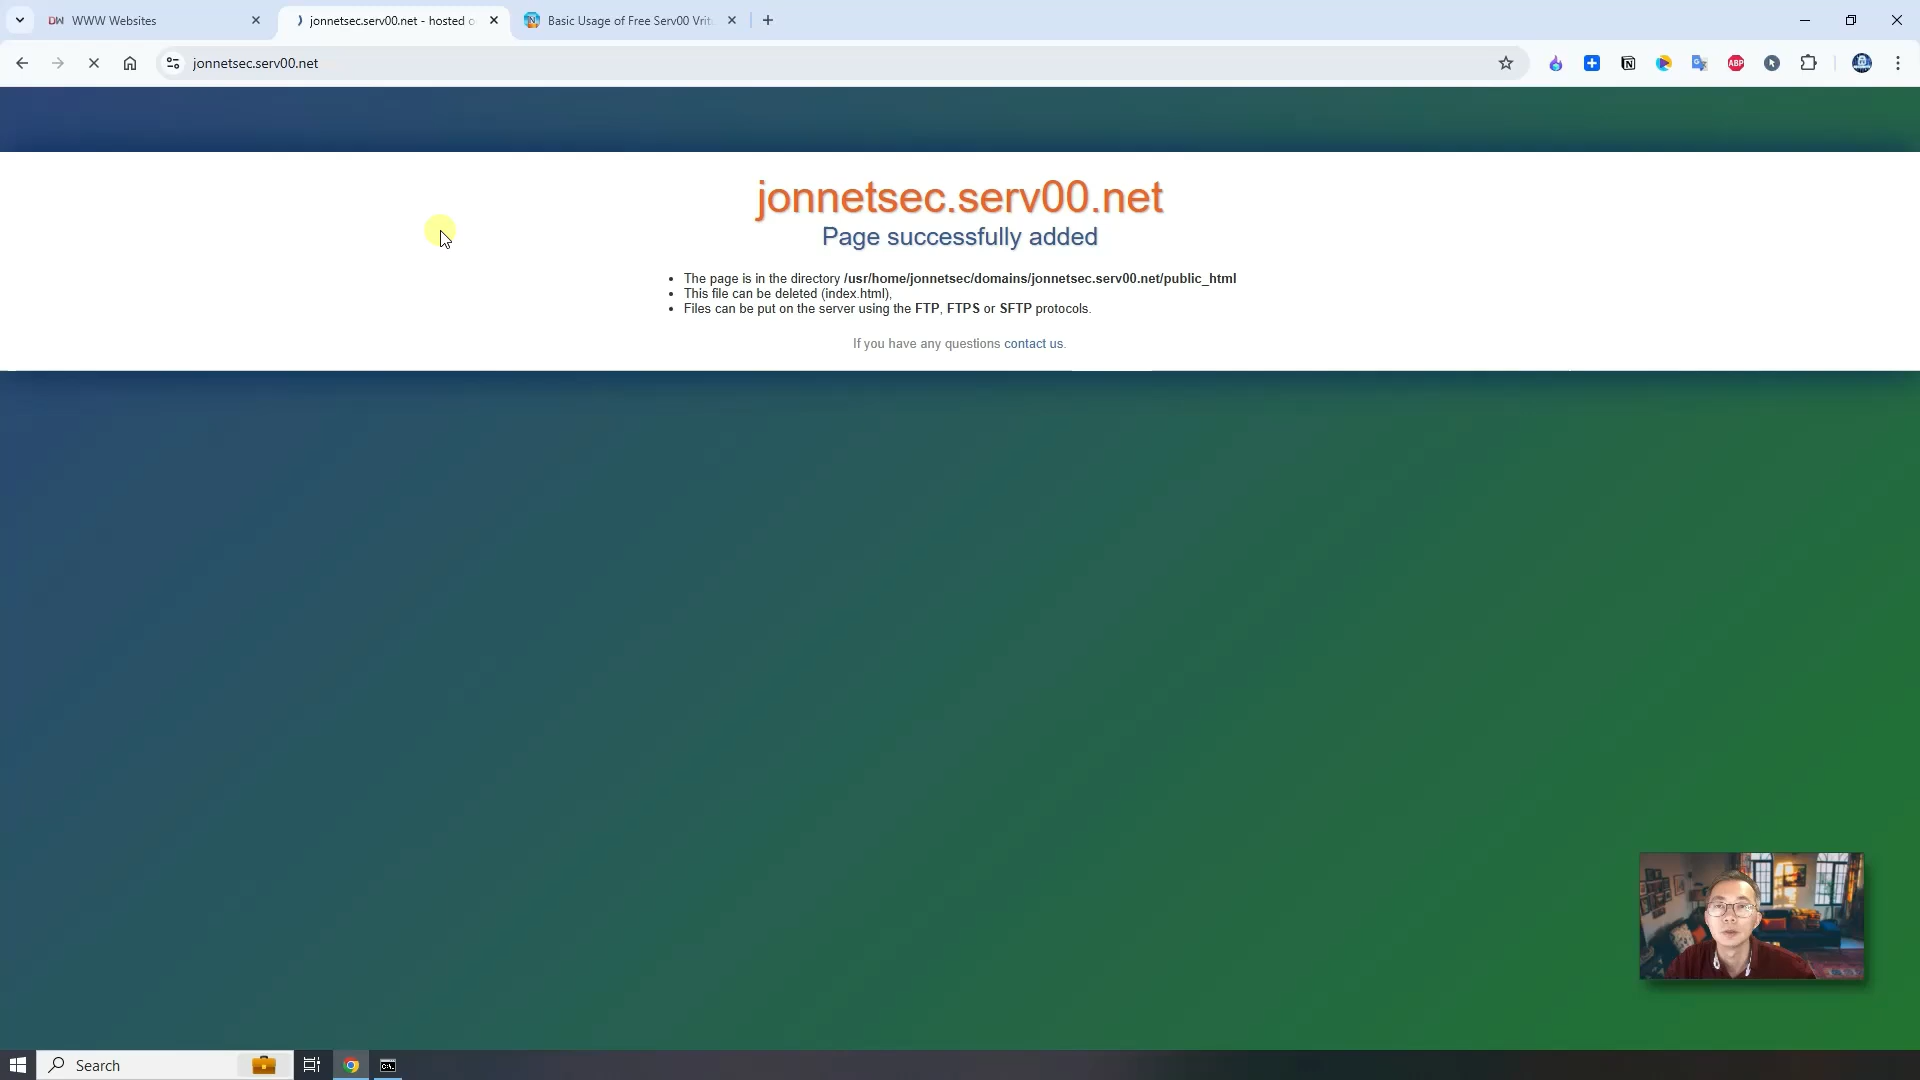 DW WWW Websites
jonnetsec.serv00.net - hosted o
Basic Usage of Free Serv00 Vrit
jonnetsec.serv00.net
ABP
jonnetsec.serv00.net
Page successfully added
• The page is in the directory /usr/home/jonnetsec/domains/jonnetsec.serv00.net/public_html
• This file can be deleted (index.html),
• Files can be put on the server using the FTP, FTPS or SFTP protocols.
If you have any questions contact us.
Search